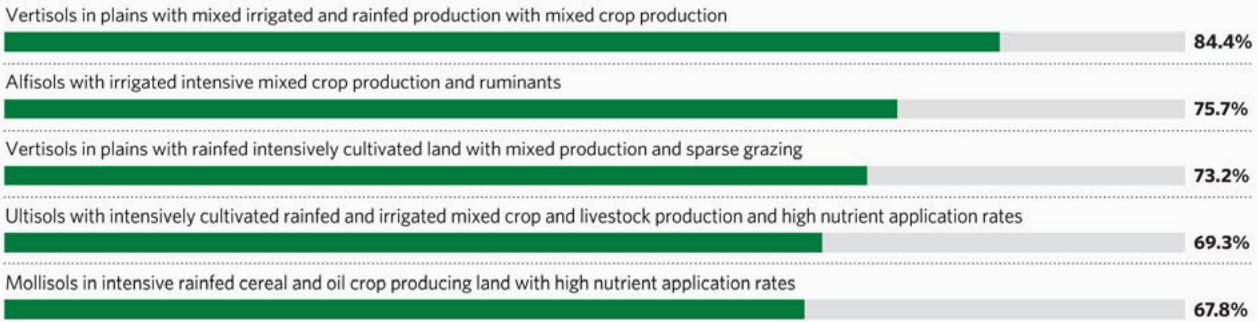 Vertisols in plains with mixed irrigated and rainfed production with mixed crop production
84.4%
Alfisols with irrigated intensive mixed crop production and ruminants
75.7%
Vertisols in plains with rainfed intensively cultivated land with mixed production and sparse grazing
73.2%
Ultisols with intensively cultivated rainfed and irrigated mixed crop and livestock production and high nutrient application rates
69.3%
Mollisols in intensive rainfed cereal and oil crop producing land with high nutrient application rates
67.8%